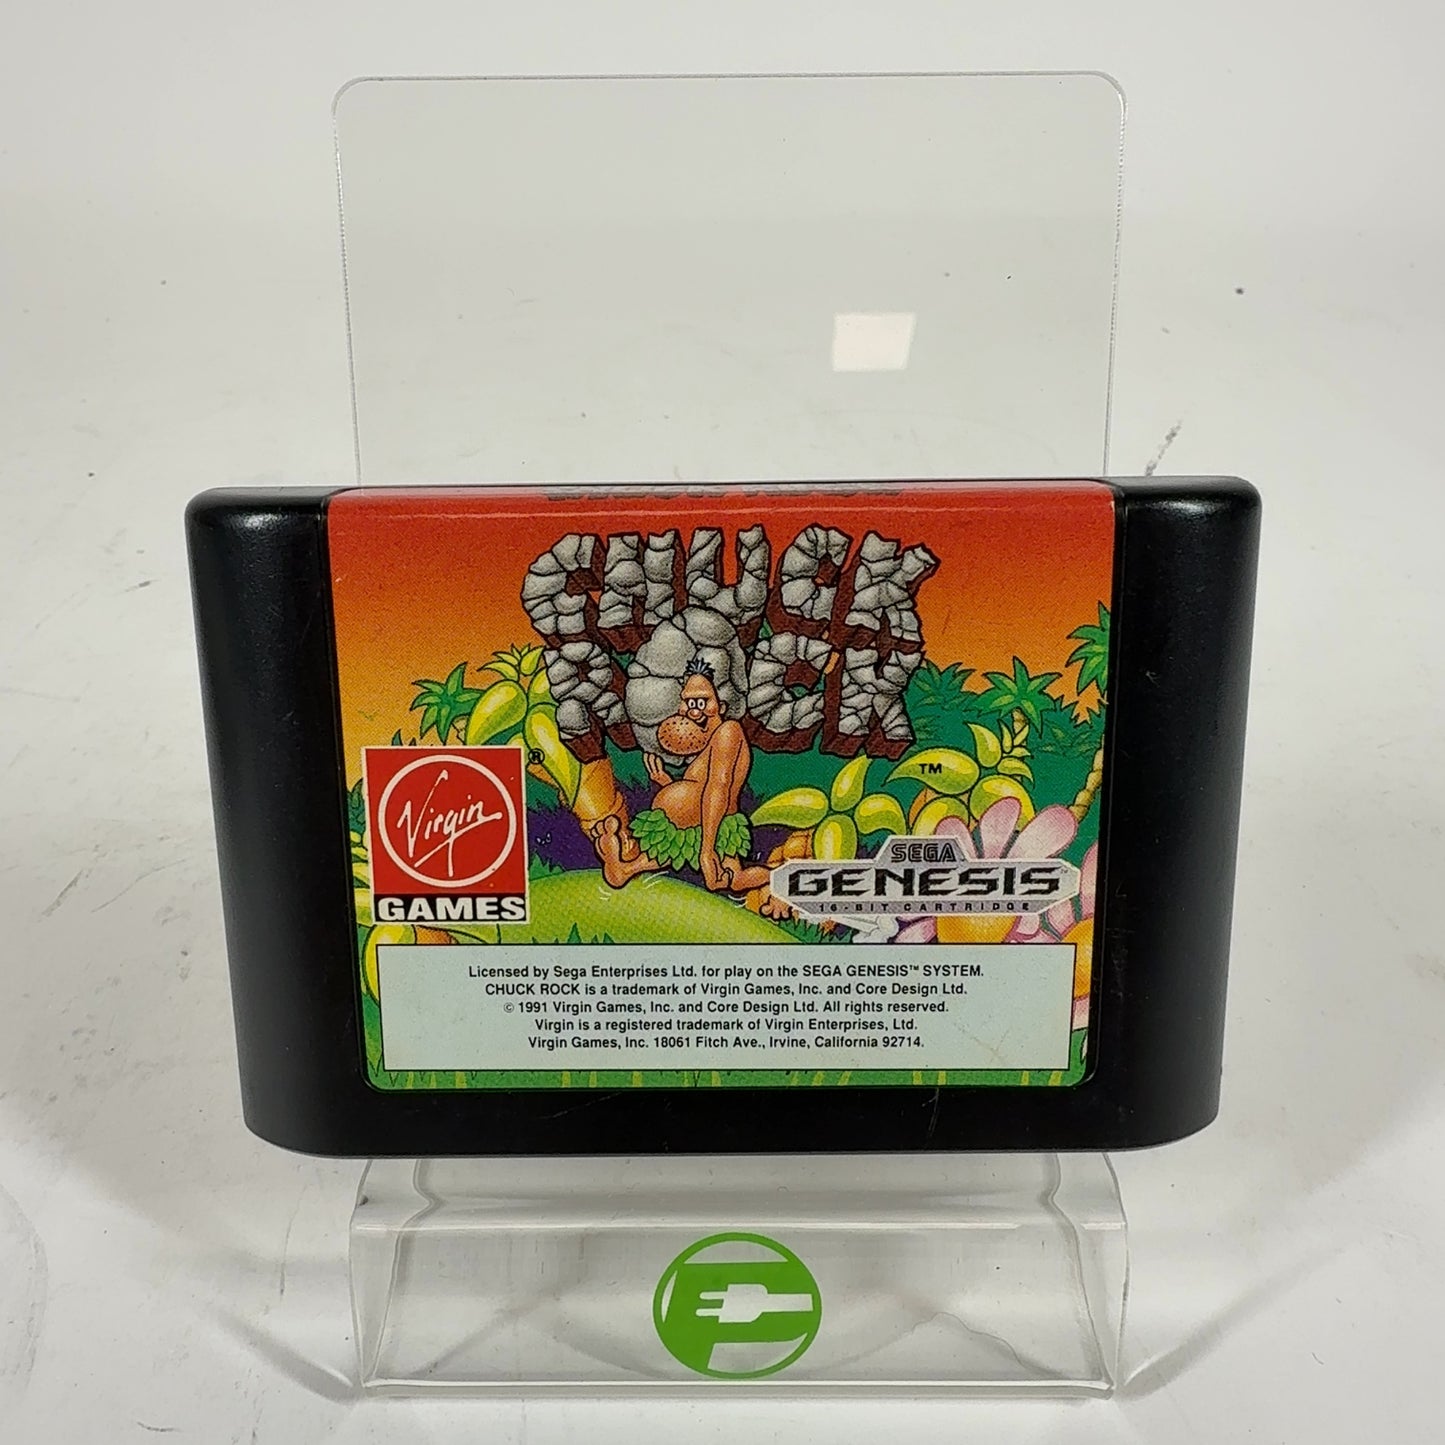 CHUCK ROCK
CHUCK
ROCK
TM
®
Virgin
GAMES
SEGA
GENESIS
16-BIT CARTRIDGE
Licensed by Sega Enterprises Ltd. for play on the SEGA GENESIS™ SYSTEM.
CHUCK ROCK is a trademark of Virgin Games, Inc. and Core Design Ltd.
© 1991 Virgin Games, Inc. and Core Design Ltd. All rights reserved.
Virgin is a registered trademark of Virgin Enterprises, Ltd.
Virgin Games, Inc. 18061 Fitch Ave., Irvine, California 92714.